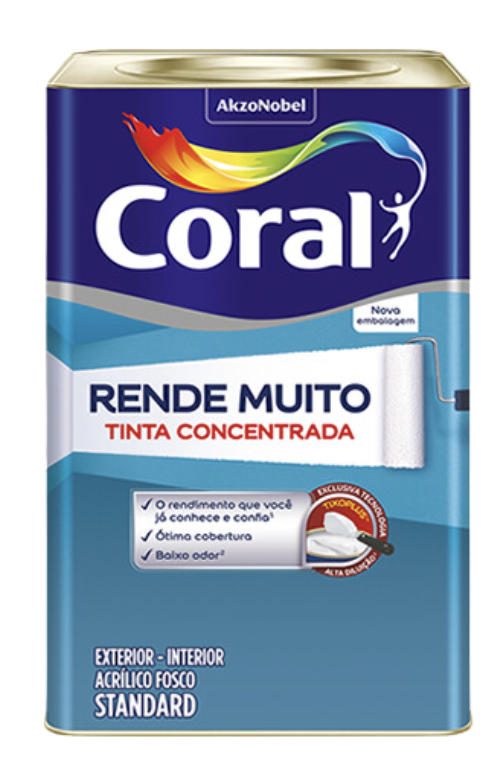 AkzoNobel
Coral
Nova
embalagem
RENDE MUITO
TINTA CONCENTRADA
✓ O rendimento que você
já conhece e confia¹
✓ Ótima cobertura
✓ Baixo odor²
EXCLUSIVA TECNOLOGIA
TIXOPLUS™
ALTA DILUIÇÃO
EXTERIOR - INTERIOR
ACRÍLICO FOSCO
STANDARD